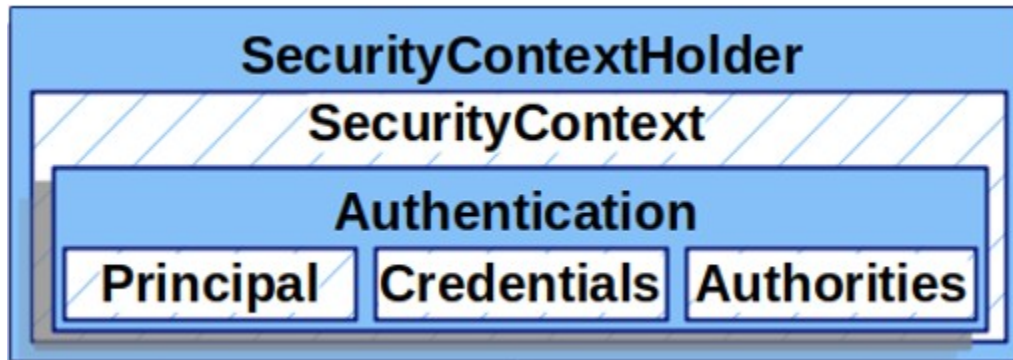 SecurityContextHolder
SecurityContext
Authentication
Principal Credentials Authorities